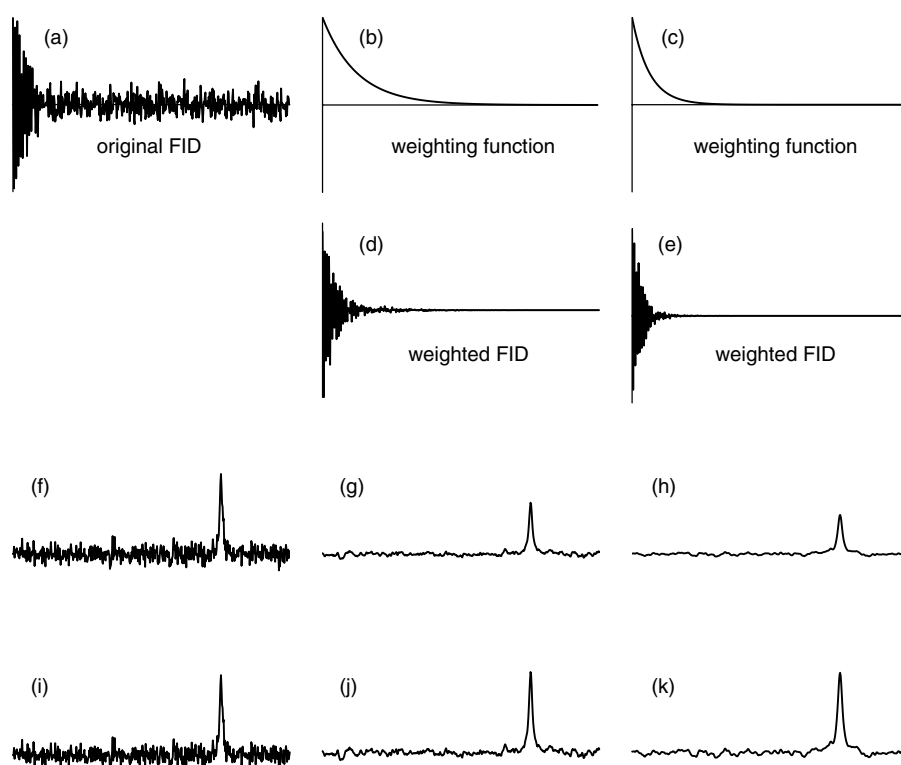 (a) (b) (c)
original FID weighting function weighting function
(d) (e)
weighted FID weighted FID
(f) (g) (h)
(i) (j) (k)